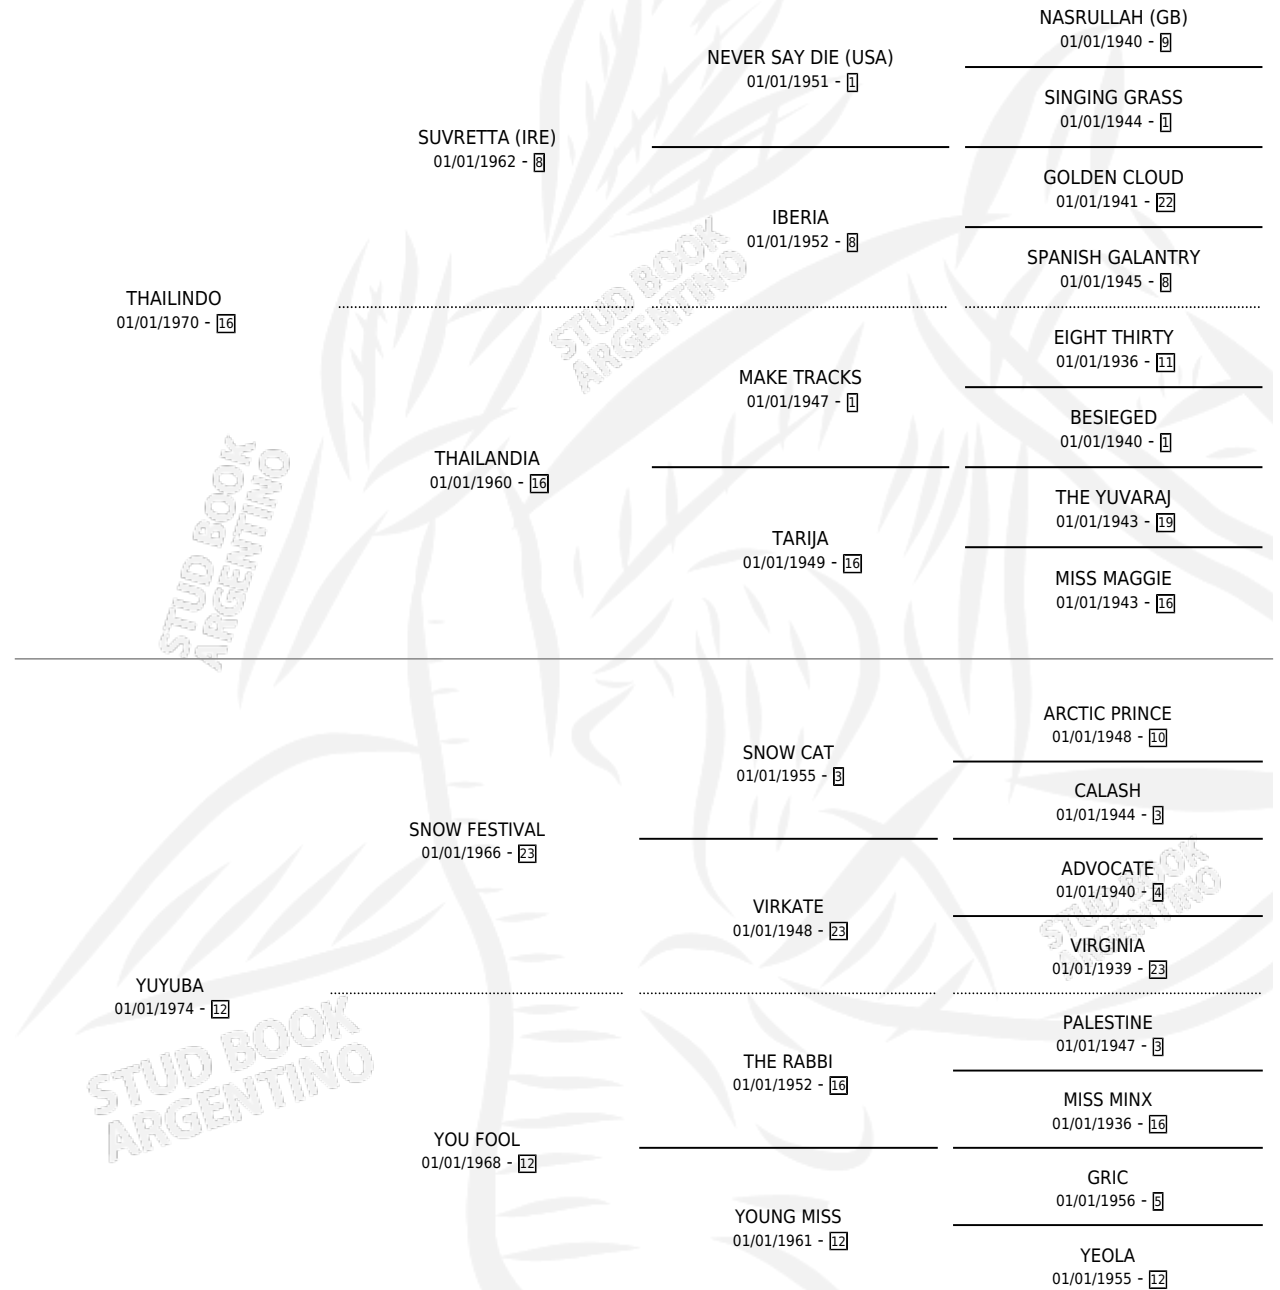 NASRULLAH (GB)
01/01/1940 - 9
NEVER SAY DIE (USA)
01/01/1951 - 1
SINGING GRASS
01/01/1944 - 1
SUVRETTA (IRE)
01/01/1962 - 8
GOLDEN CLOUD
01/01/1941 - 22
IBERIA
01/01/1952 - 8
SPANISH GALANTRY
01/01/1945 - 8
THAILINDO
01/01/1970 - 16
EIGHT THIRTY
01/01/1936 - 11
MAKE TRACKS
01/01/1947 - 1
BESIEGED
01/01/1940 - 1
THAILANDIA
01/01/1960 - 16
THE YUVARAJ
01/01/1943 - 19
TARIJA
01/01/1949 - 16
MISS MAGGIE
01/01/1943 - 16
ARCTIC PRINCE
01/01/1948 - 10
SNOW CAT
01/01/1955 - 3
CALASH
01/01/1944 - 3
SNOW FESTIVAL
01/01/1966 - 23
ADVOCATE
01/01/1940 - 4
VIRKATE
01/01/1948 - 23
VIRGINIA
01/01/1939 - 23
YUYUBA
01/01/1974 - 12
PALESTINE
01/01/1947 - 3
THE RABBI
01/01/1952 - 16
MISS MINX
01/01/1936 - 16
YOU FOOL
01/01/1968 - 12
GRIC
01/01/1956 - 5
YOUNG MISS
01/01/1961 - 12
YEOLA
01/01/1955 - 12
STUD BOOK
ARGENTINO
STUD BOOK
ARGENTINO
STUD BOOK
ARGENTINO
STUD BOOK
ARGENTINO